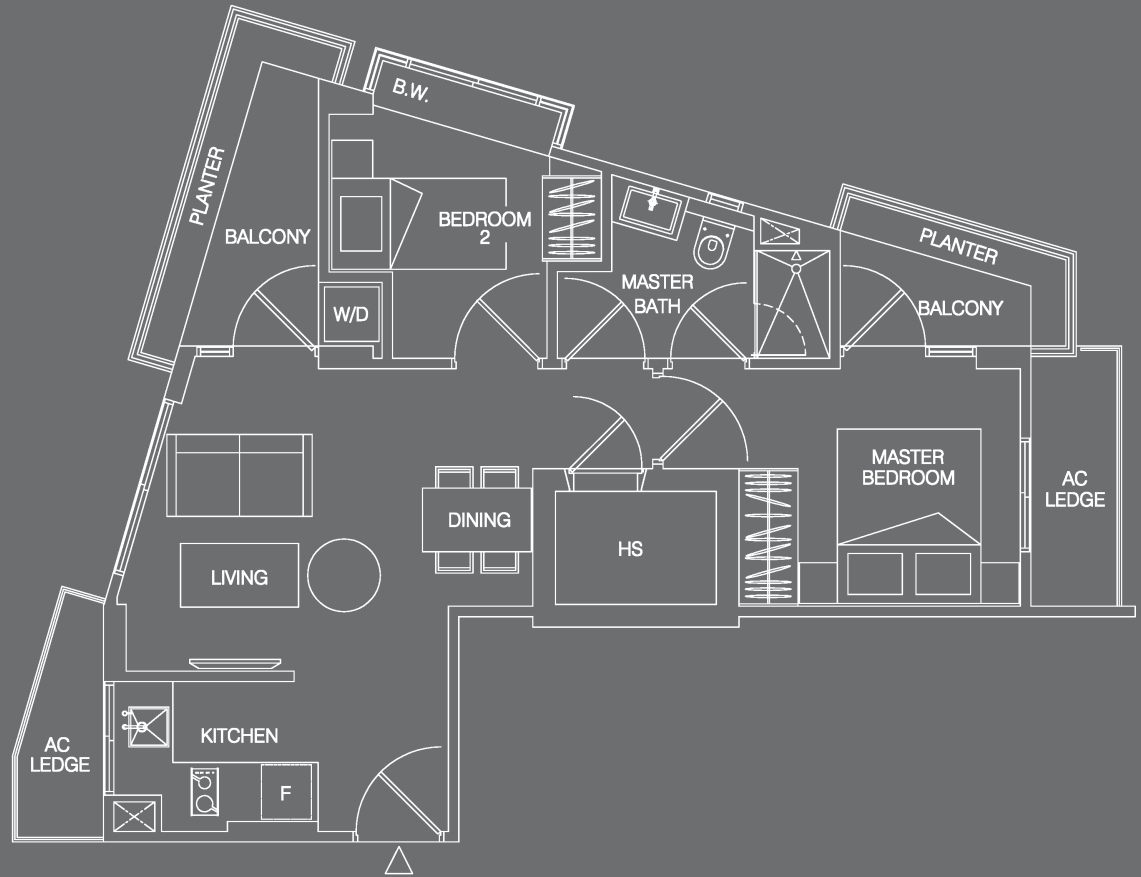 B.W.
PLANTER
BEDROOM
2
BALCONY
PLANTER
MASTER
BATH
W/D
BALCONY
MASTER
BEDROOM
AC
LEDGE
DINING
HS
LIVING
KITCHEN
AC
LEDGE
F